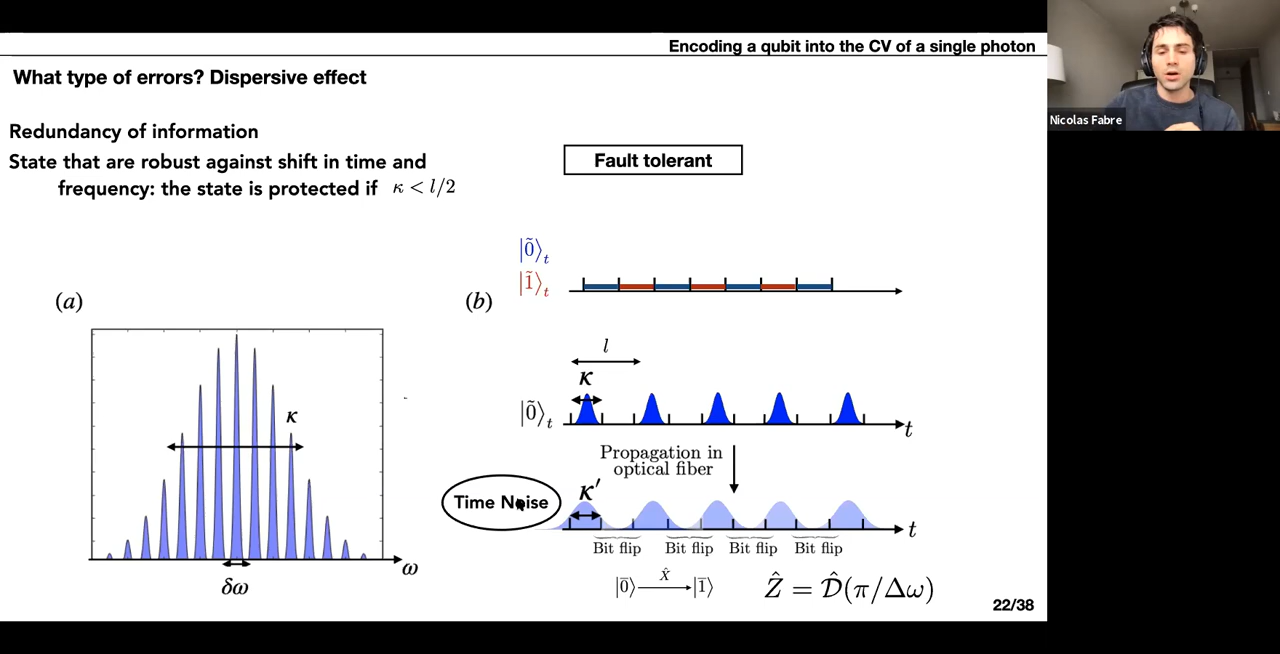 Encoding a qubit into the CV of a single photon
What type of errors? Dispersive effect
Nicolas Fabre
Redundancy of information
State that are robust against shift in time and
frequency: the state is protected if κ < l/2
Fault tolerant
|0̃⟩ₜ
|1̃⟩ₜ
(a)
(b)
l
κ
κ
|0̃⟩ₜ
t
Propagation in
optical fiber
Time Noise
κ′
t
Bit flip Bit flip Bit flip Bit flip
ω
δω
|0̅⟩ X̂ |1̅⟩
Ẑ = D̂(π/Δω)
22/38